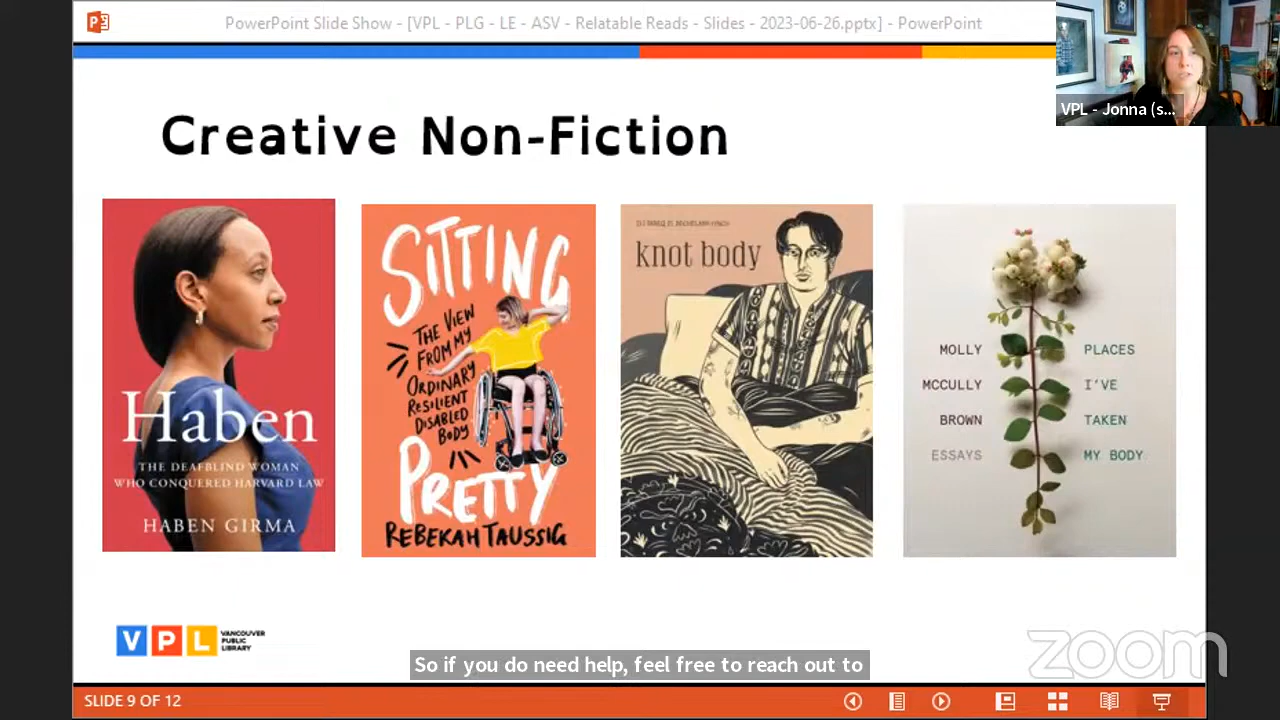 PowerPoint Slide Show - [VPL - PLG - LE - ASV - Relatable Reads - Slides - 2023-06-26.pptx] - PowerPoint
VPL - Jonna (s...
Creative Non-Fiction
Haben
THE DEAFBLIND WOMAN
WHO CONQUERED HARVARD LAW
HABEN GIRMA
SITTING
THE VIEW
FROM MY
ORDINARY
RESILIENT
DISABLED
BODY
PRETTY
REBEKAH TAUSSIG
knot body
MOLLY
MCCULLY
BROWN
ESSAYS
PLACES
I'VE
TAKEN
MY BODY
VPL
VANCOUVER
PUBLIC
LIBRARY
So if you do need help, feel free to reach out to
zoom
SLIDE 9 OF 12